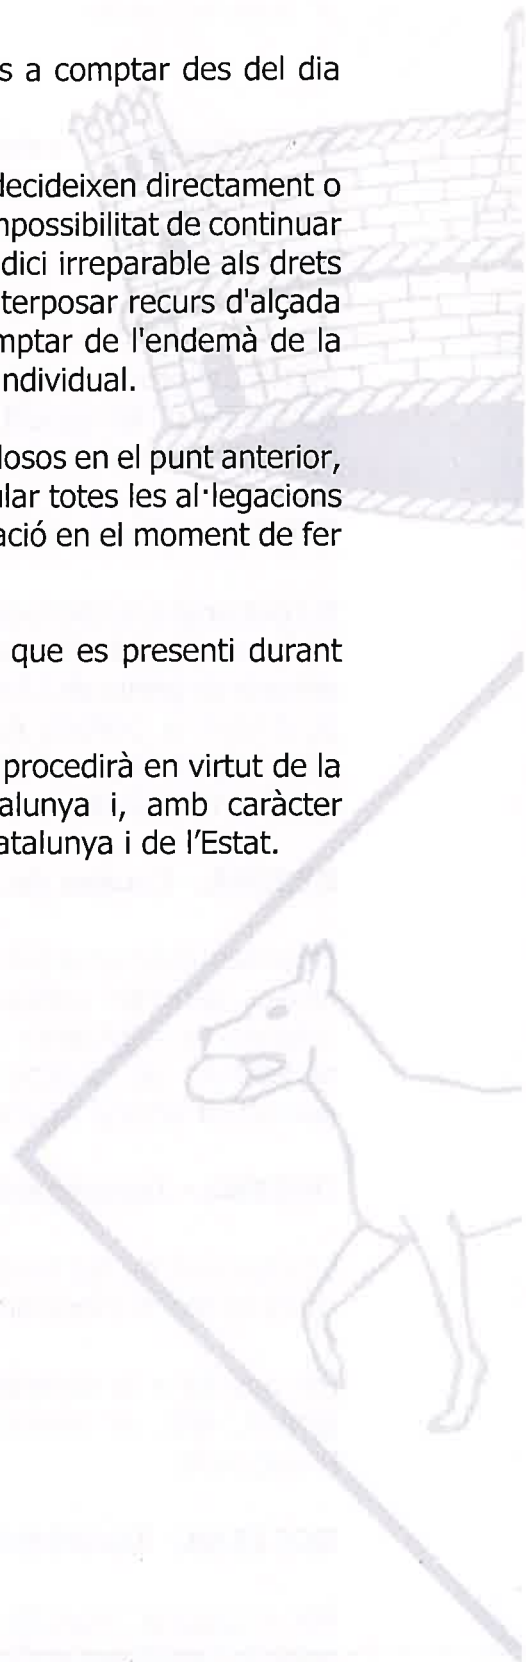 s a comptar des del dia
decideixen directament o
mpossibilitat de continuar
dici irreparable als drets
terposar recurs d'alçada
mptar de l'endemà de la
ndividual.
losos en el punt anterior,
ular totes les al·legacions
ació en el moment de fer
que es presenti durant
procedirà en virtut de la
alunya i, amb caràcter
atalunya i de l'Estat.